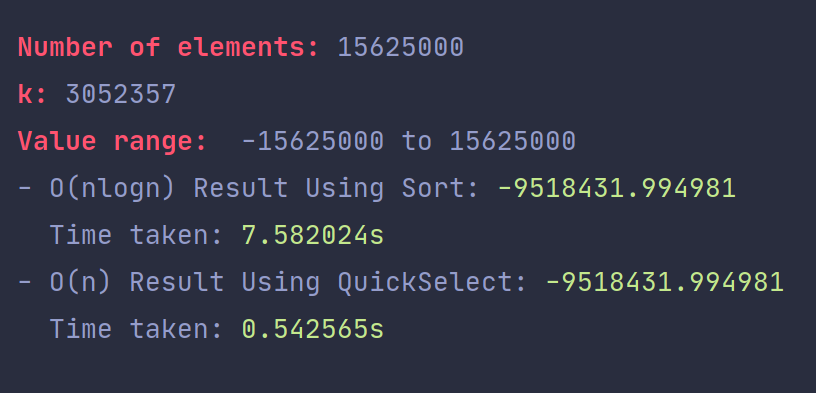 Number of elements: 15625000
k: 3052357
Value range:  -15625000 to 15625000
- O(nlogn) Result Using Sort: -9518431.994981
  Time taken: 7.582024s
- O(n) Result Using QuickSelect: -9518431.994981
  Time taken: 0.542565s